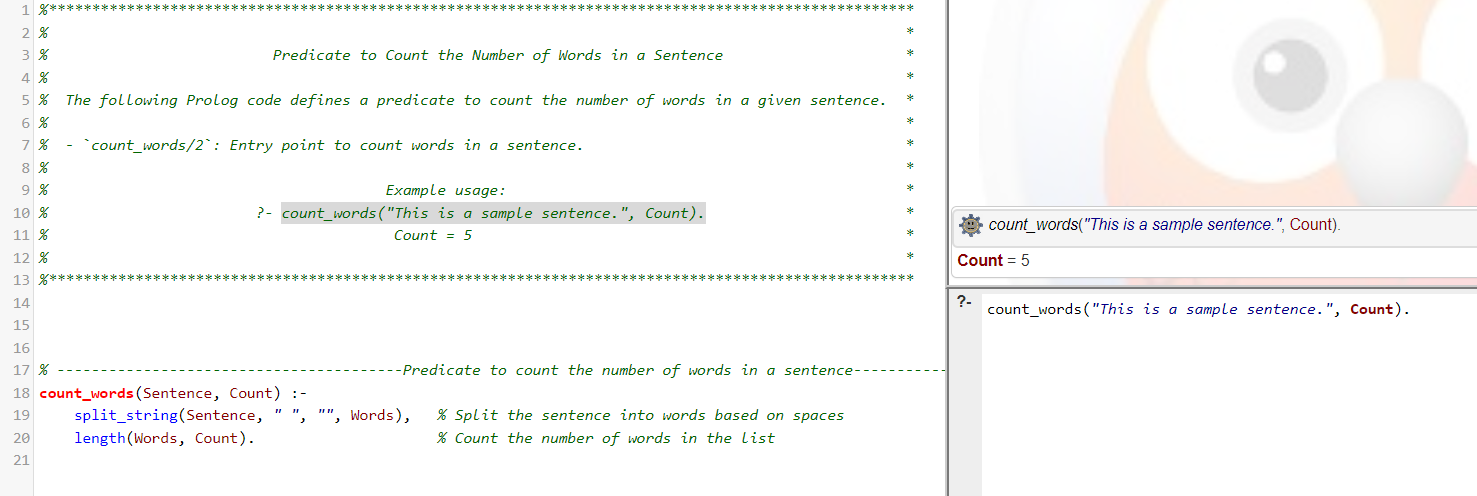 1 %****************************************************************************************************
2 % *
3 % Predicate to Count the Number of Words in a Sentence *
4 % *
5 % The following Prolog code defines a predicate to count the number of words in a given sentence. *
6 % *
7 % - `count_words/2`: Entry point to count words in a sentence. *
8 % *
9 % Example usage: *
10 % ?- count_words("This is a sample sentence.", Count). *
11 % Count = 5 *
12 % *
13 %****************************************************************************************************
14
15
16
17 % ----------------------------------------Predicate to count the number of words in a sentence-----------
18 count_words(Sentence, Count) :-
19 split_string(Sentence, " ", "", Words), % Split the sentence into words based on spaces
20 length(Words, Count). % Count the number of words in the list
21
count_words("This is a sample sentence.", Count).
Count = 5
?- count_words("This is a sample sentence.", Count).